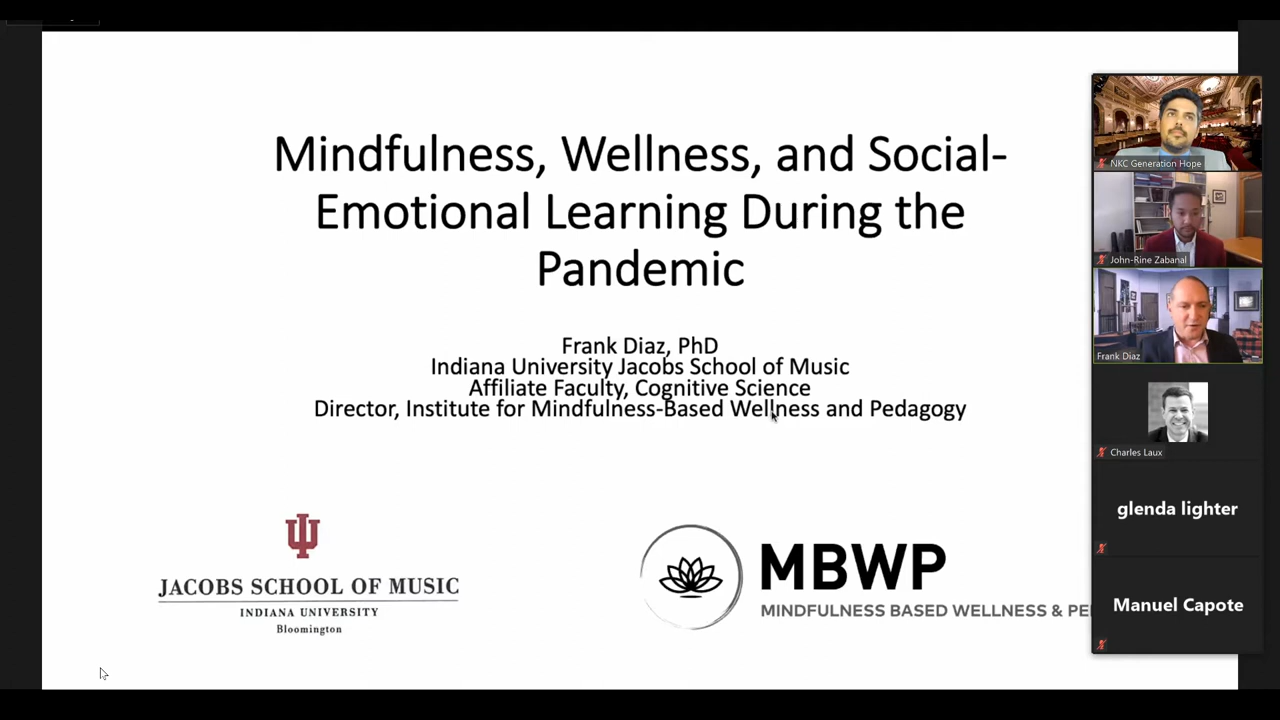 Mindfulness, Wellness, and Social-
Emotional Learning During the
Pandemic
Frank Diaz, PhD
Indiana University Jacobs School of Music
Affiliate Faculty, Cognitive Science
Director, Institute for Mindfulness-Based Wellness and Pedagogy
JACOBS SCHOOL OF MUSIC
INDIANA UNIVERSITY
Bloomington
MBWP
MINDFULNESS BASED WELLNESS & PE
NKC Generation Hope
John-Rine Zabanal
Frank Diaz
Charles Laux
glenda lighter
Manuel Capote